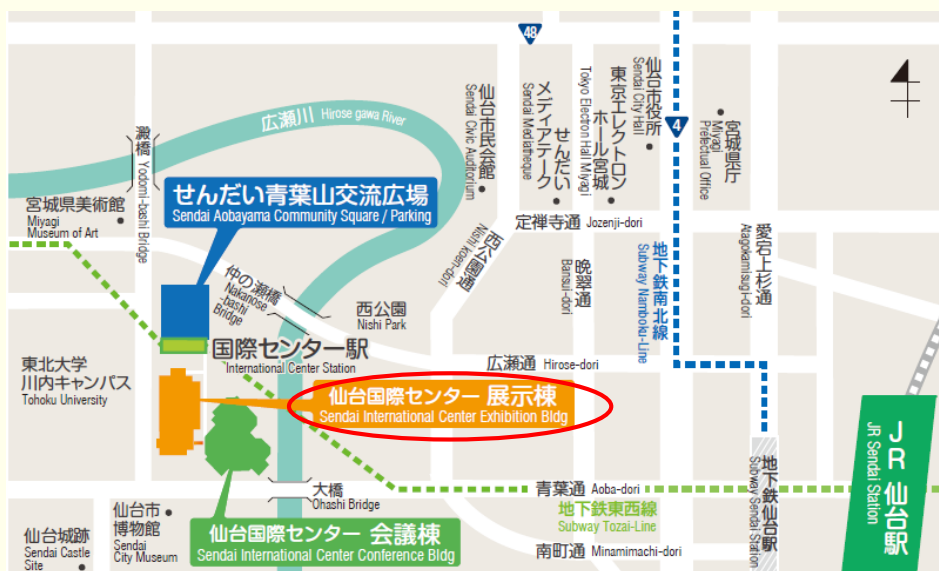 48
広瀬川 Hirose gawa River
澱橋 Yodomi-bashi Bridge
仙台市民会館
Sendai Civic Auditorium
せんだい
メディアテーク
Sendai Mediatheque
東京エレクトロン
ホール宮城
Tokyo Electron Hall Miyagi
仙台市役所
Sendai City Hall
4
宮城県庁
Miyagi
Prefectual Office
宮城県美術館
Miyagi
Museum of Art
せんだい青葉山交流広場
Sendai Aobayama Community Square / Parking
定禅寺通 Jozenji-dori
西公園通
Nishi koen-dori
晩翠通
Bansui-dori
地下鉄南北線
Subway Namboku-Line
愛宕上杉通
Atagokamisugi-dori
仲の瀬橋
Nakanose
-bashi
Bridge
西公園
Nishi Park
国際センター駅
International Center Station
広瀬通 Hirose-dori
東北大学
川内キャンパス
Tohoku University
仙台国際センター 展示棟
Sendai International Center Exhibition Bldg
JR 仙台駅
JR Sendai Station
地下鉄仙台駅
Subway Sendai Station
大橋
Ohashi Bridge
青葉通 Aoba-dori
地下鉄東西線
Subway Tozai-Line
南町通 Minamimachi-dori
仙台城跡
Sendai Castle
Site
仙台市
博物館
Sendai
City Museum
仙台国際センター 会議棟
Sendai International Center Conference Bldg